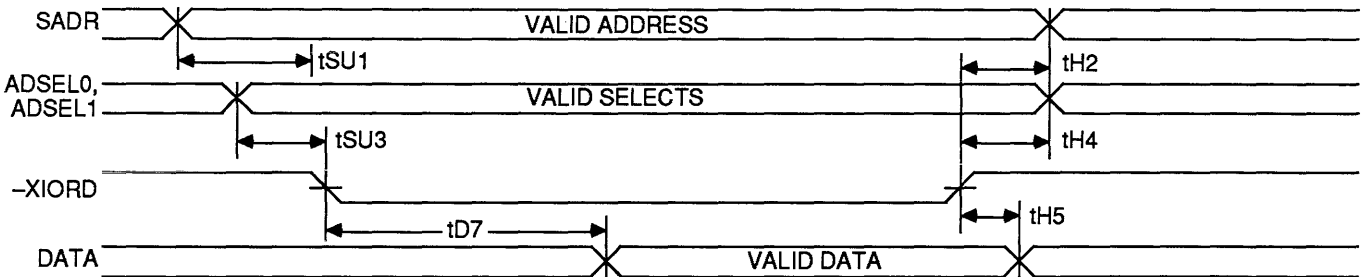 SADR VALID ADDRESS
tSU1 tH2
ADSEL0,
ADSEL1 VALID SELECTS
tSU3 tH4
–XIORD
tD7 tH5
DATA VALID DATA